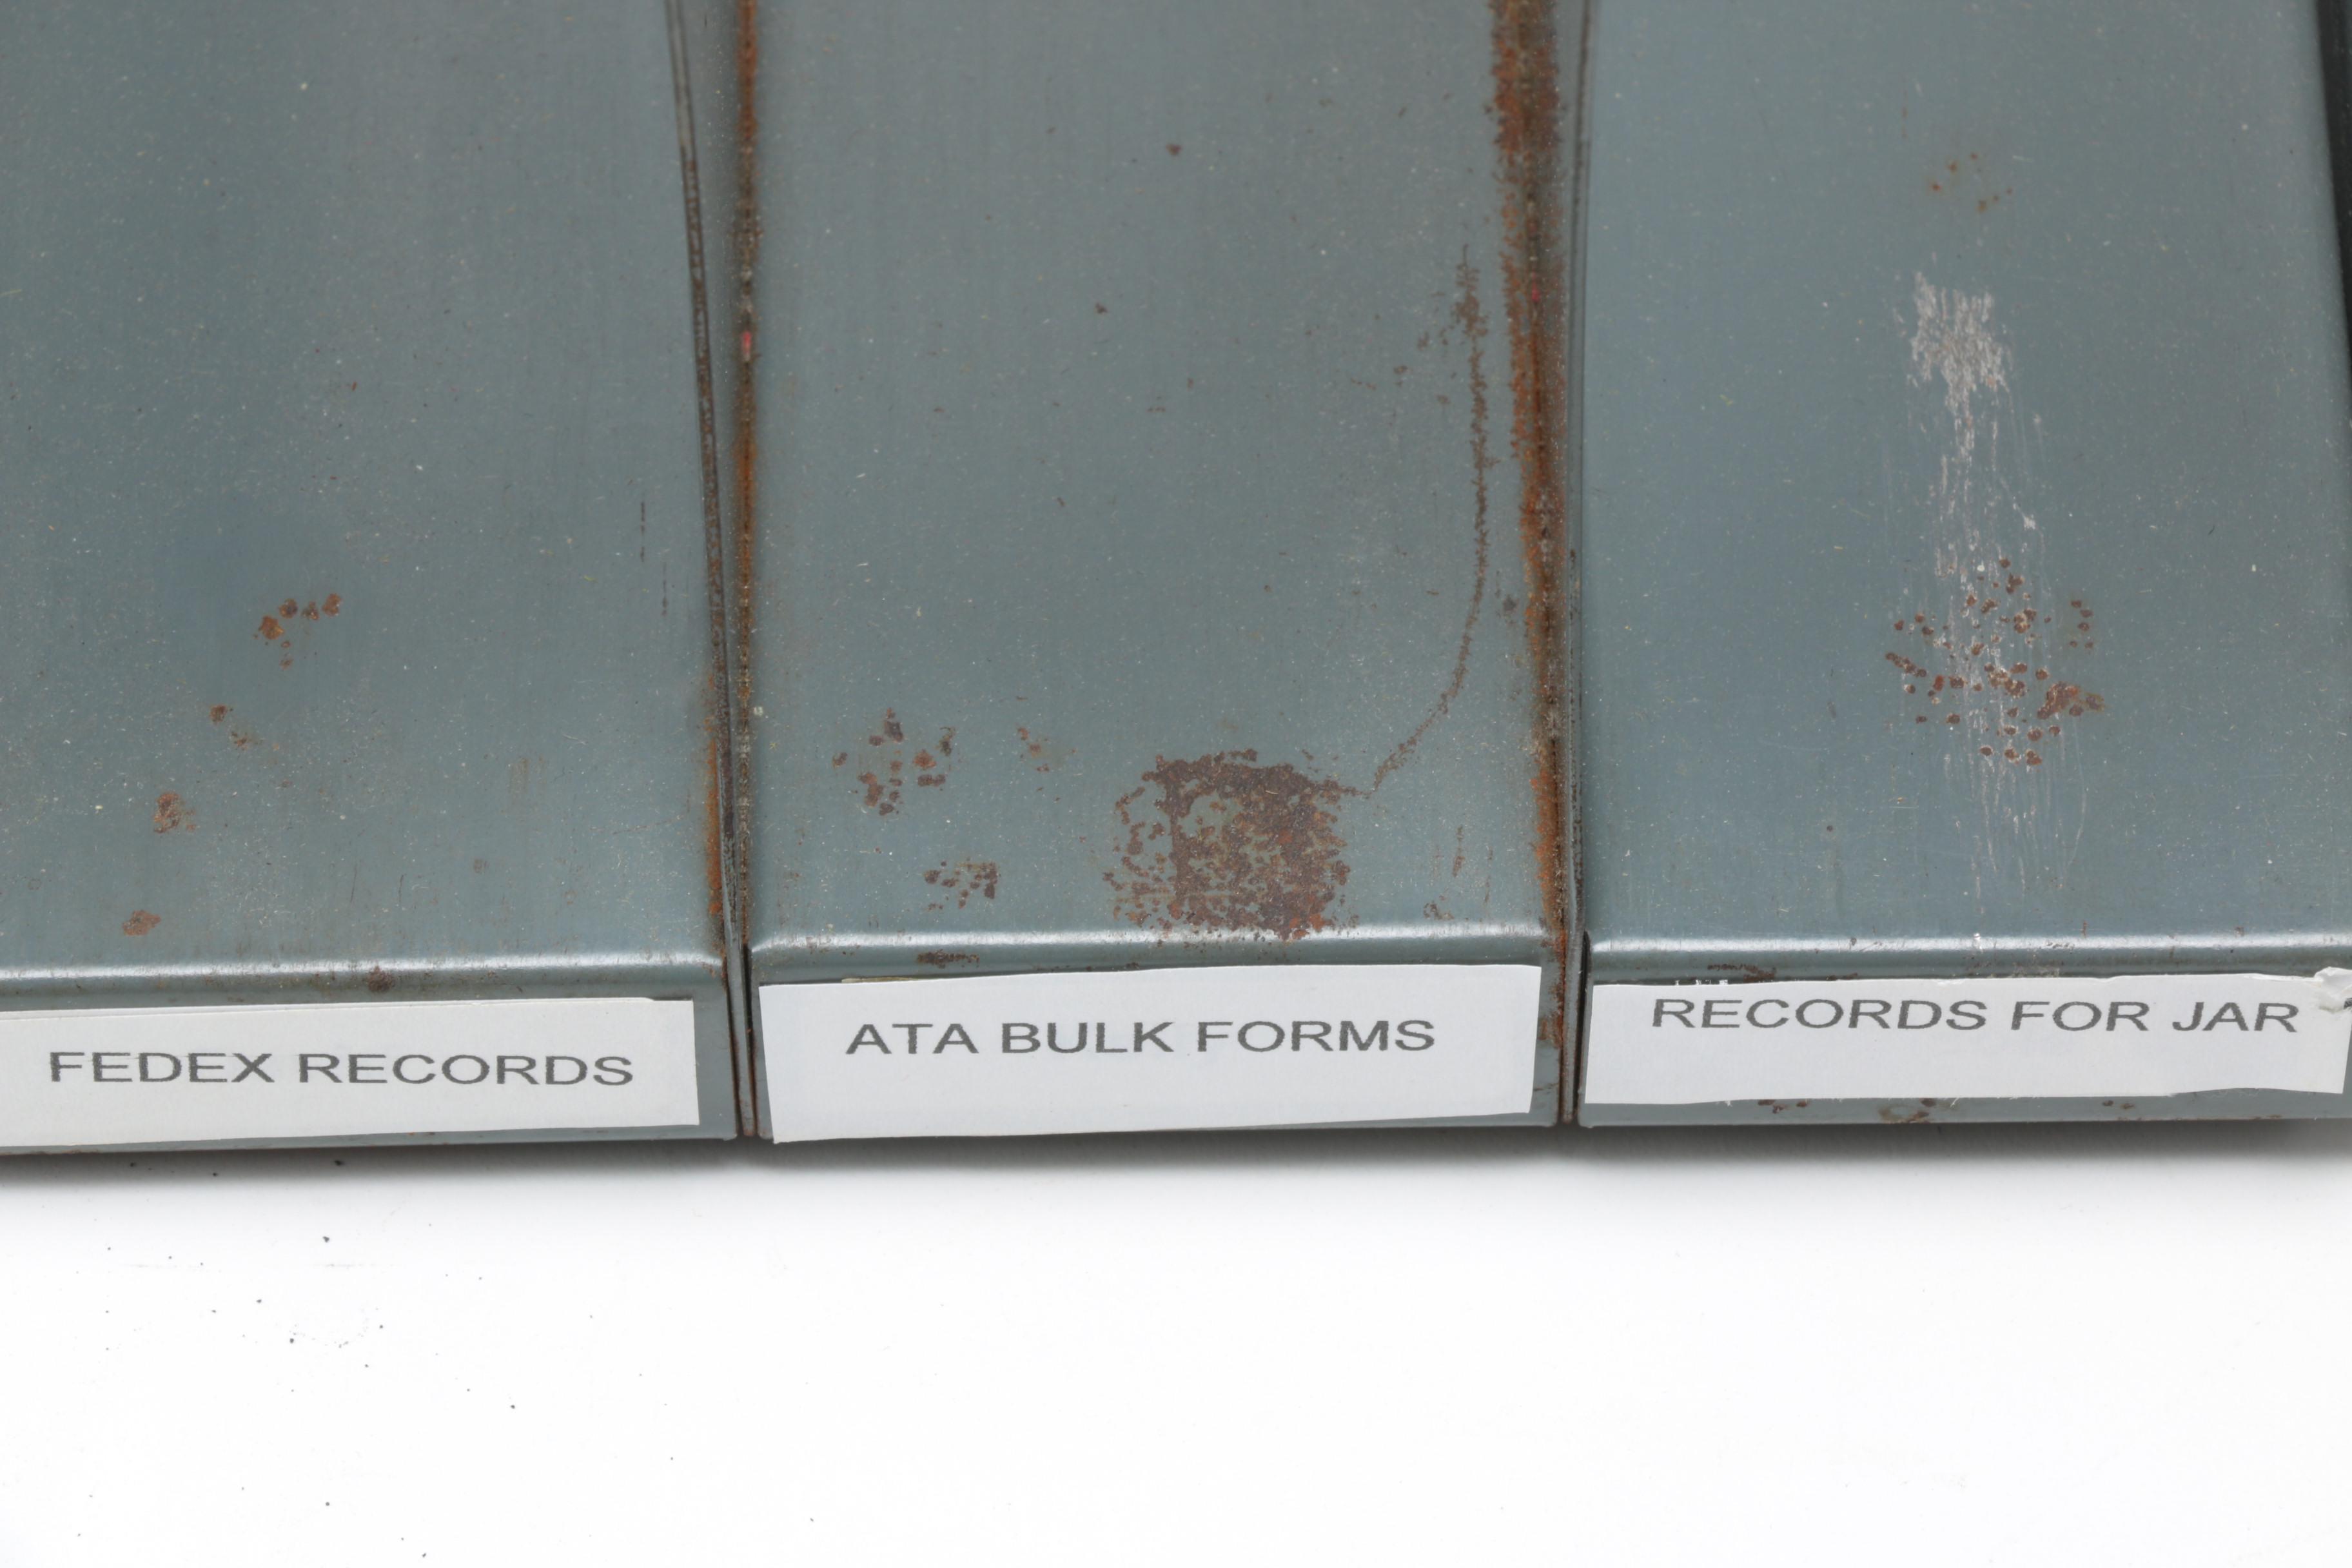 FEDEX RECORDS
ATA BULK FORMS
RECORDS FOR JAR